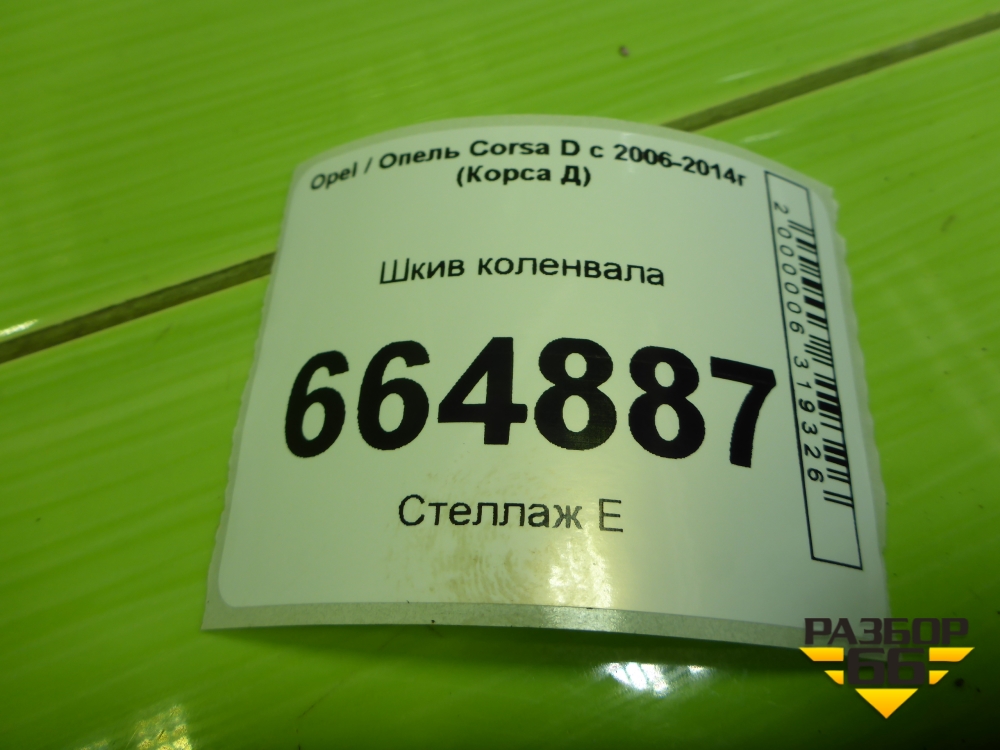 Opel / Опель Corsa D с 2006-2014г
(Корса Д)
Шкив коленвала
664887
Стеллаж Е
2000006319326
РАЗБОР
66